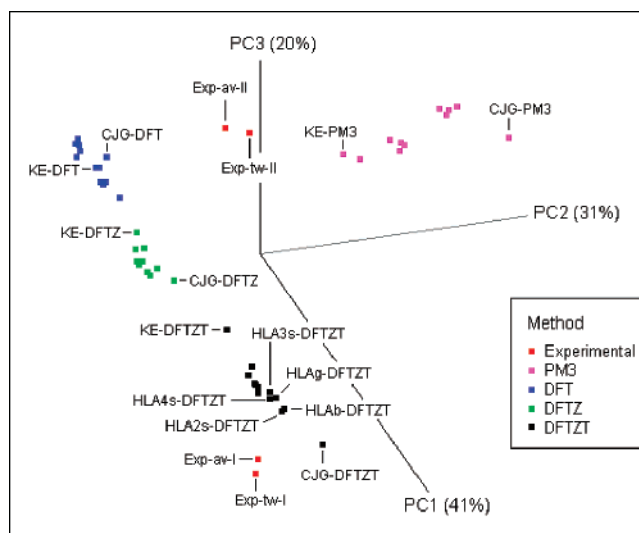 PC3 (20%)
Exp-av-II
CJG-DFT
CJG-PM3
KE-PM3
KE-DFT
Exp-tw-II
PC2 (31%)
KE-DFTZ
CJG-DFTZ
KE-DFTZT
HLA3s-DFTZT
HLAg-DFTZT
HLA4s-DFTZT
HLAb-DFTZT
HLA2s-DFTZT
Exp-av-I
CJG-DFTZT
Exp-tw-I
PC1 (41%)
Method
Experimental
PM3
DFT
DFTZ
DFTZT